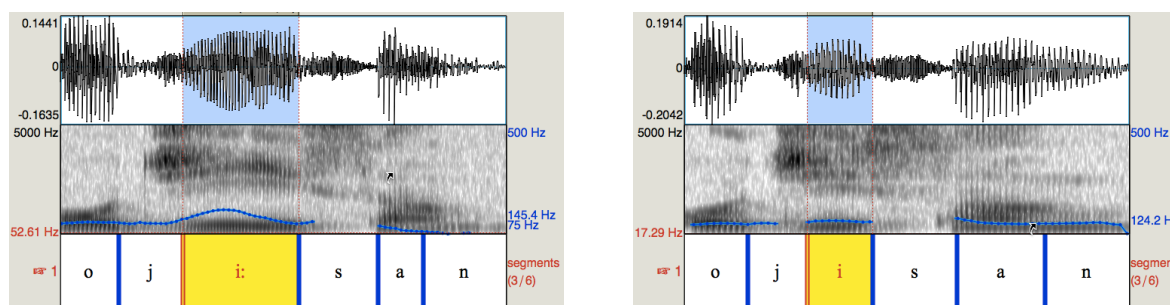 0.1441
0
-0.1635
5000 Hz
500 Hz
145.4 Hz
75 Hz
52.61 Hz
☞ 1
o j i: s a n
segments
(3/6)
0.1914
0
-0.2042
5000 Hz
500 Hz
124.2 H
17.29 Hz
☞ 1
o j i s a n
segmen
(3/6)